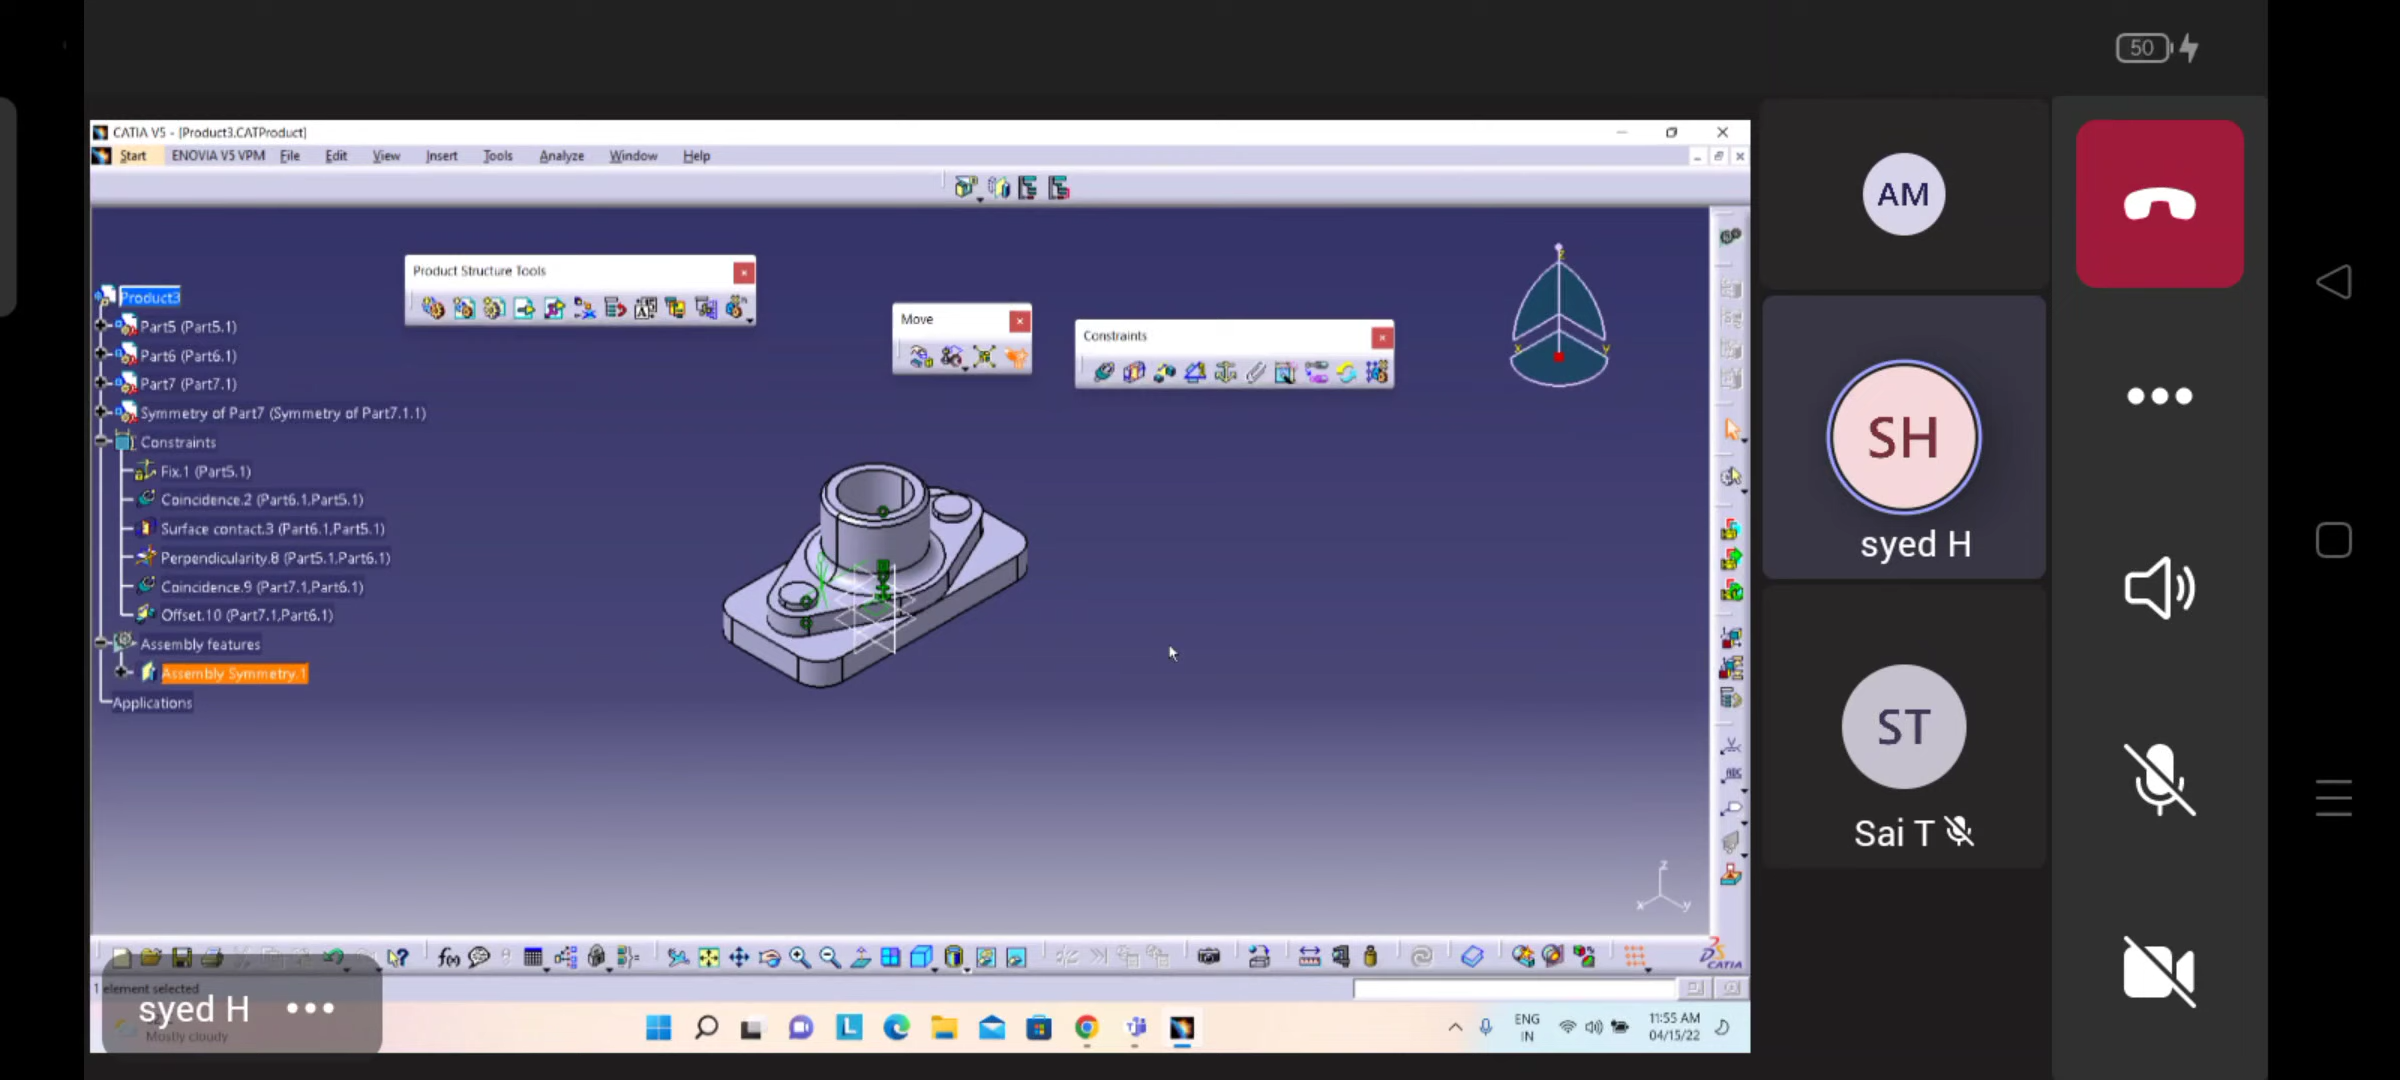 50
CATIA V5 - [Product3.CATProduct]
Start ENOVIA V5 VPM File Edit View Insert Tools Analyze Window Help
Product Structure Tools
Move
Constraints
Product3
Part5 (Part5.1)
Part6 (Part6.1)
Part7 (Part7.1)
Symmetry of Part7 (Symmetry of Part7.1.1)
Constraints
Fix.1 (Part5.1)
Coincidence.2 (Part6.1,Part5.1)
Surface contact.3 (Part6.1,Part5.1)
Perpendicularity.8 (Part5.1,Part6.1)
Coincidence.9 (Part7.1,Part6.1)
Offset.10 (Part7.1,Part6.1)
Assembly features
Assembly Symmetry.1
Applications
z
x
y
z
x
y
CATIA
1 element selected
syed H
Mostly cloudy
ENG
IN
11:55 AM
04/15/22
AM
SH
syed H
ST
Sai T